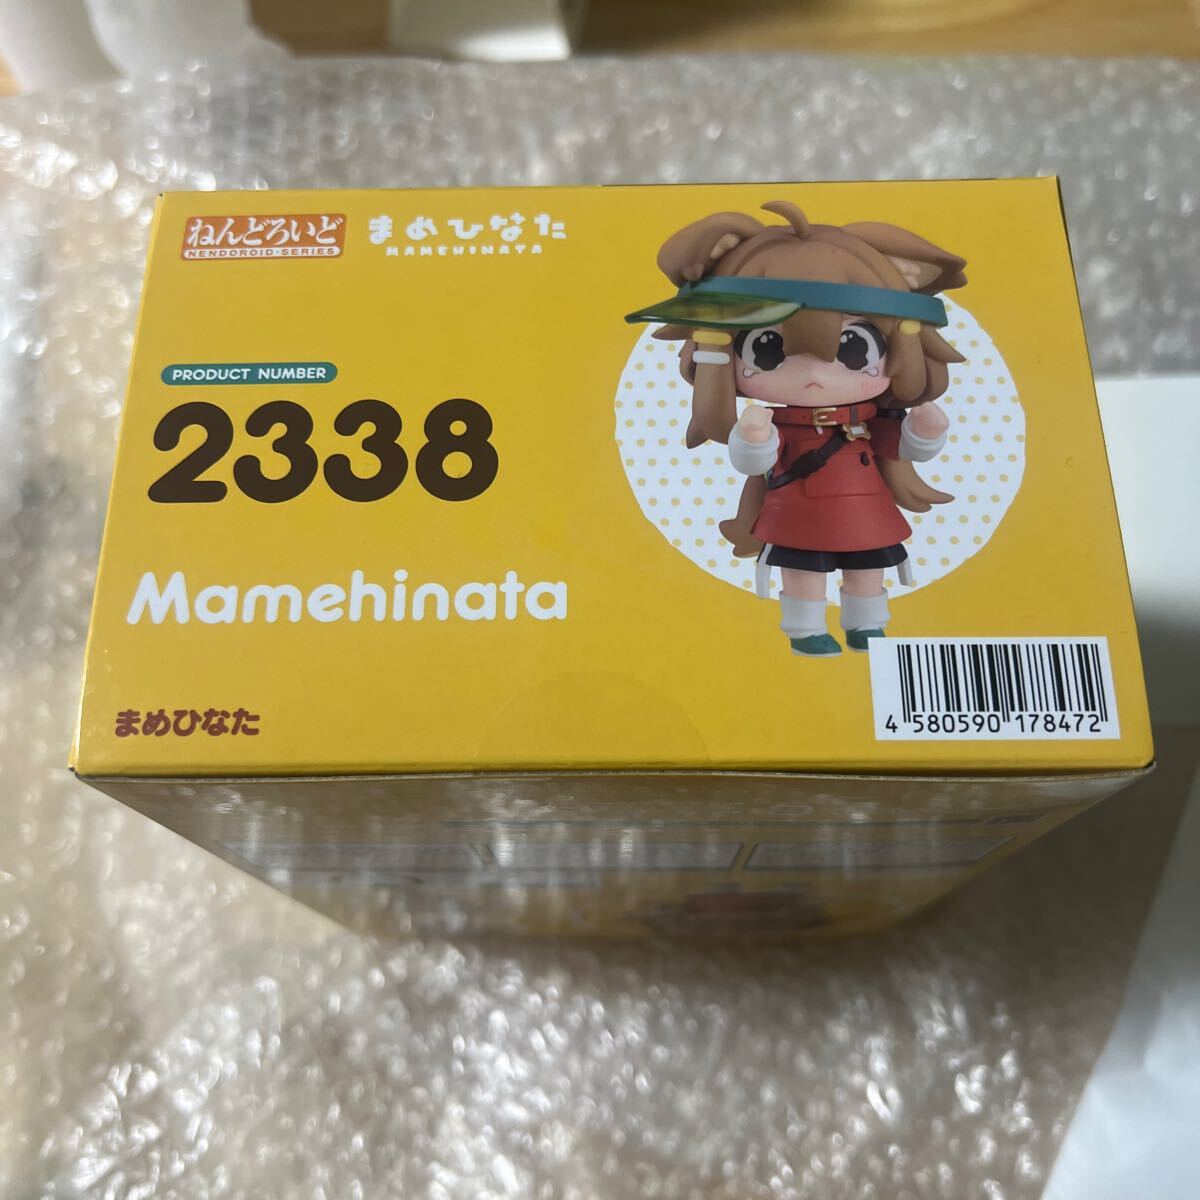 ねんどろいど
NENDOROID・SERIES
まめひなた
MAMEHINATA
PRODUCT NUMBER
2338
Mamehinata
まめひなた
4 580590 178472